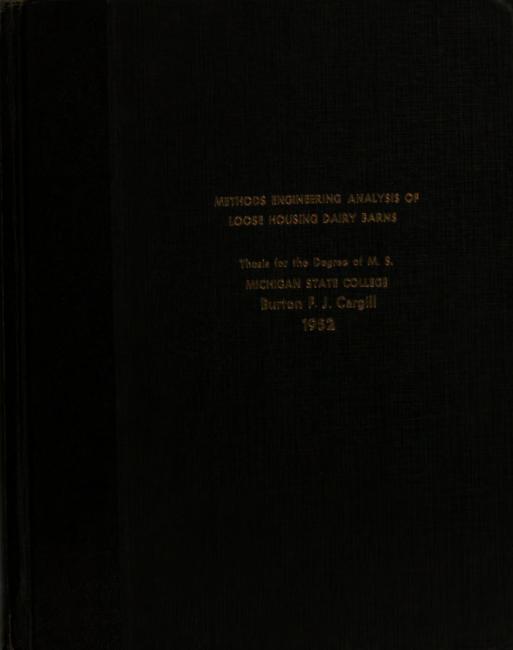 METHODS ENGINEERING ANALYSIS OF
LOOSE HOUSING DAIRY BARNS
Thesis for the Degree of M. S.
MICHIGAN STATE COLLEGE
Burton F. J. Cargill
1952